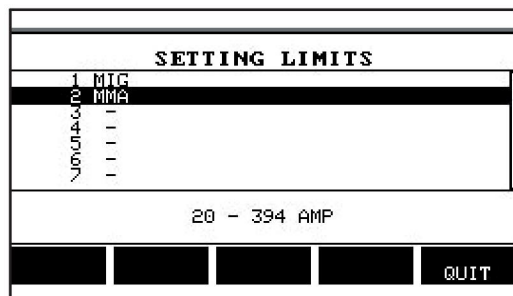 SETTING LIMITS
1 MIG
2 MMA
3 -
4 -
5 -
6 -
7 -
20 - 394 AMP
QUIT